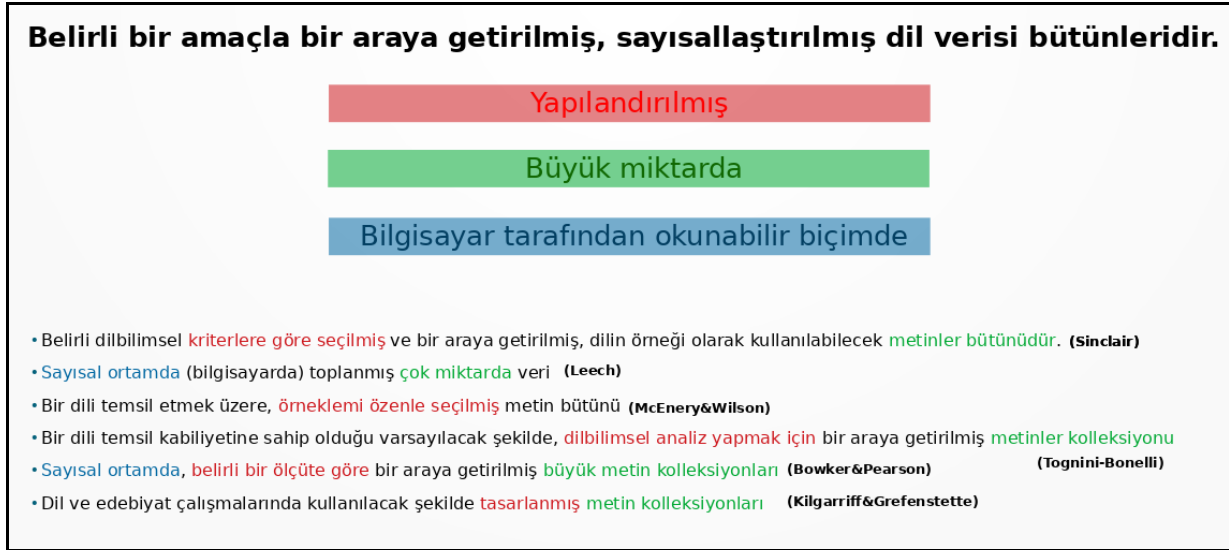 Belirli bir amaçla bir araya getirilmiş, sayısallaştırılmış dil verisi bütünleridir.
Yapılandırılmış
Büyük miktarda
Bilgisayar tarafından okunabilir biçimde
• Belirli dilbilimsel kriterlere göre seçilmiş ve bir araya getirilmiş, dilin örneği olarak kullanılabilecek metinler bütünüdür. (Sinclair)
• Sayısal ortamda (bilgisayarda) toplanmış çok miktarda veri (Leech)
• Bir dili temsil etmek üzere, örneklemi özenle seçilmiş metin bütünü (McEnery&Wilson)
• Bir dili temsil kabiliyetine sahip olduğu varsayılacak şekilde, dilbilimsel analiz yapmak için bir araya getirilmiş metinler kolleksiyonu
(Tognini-Bonelli)
• Sayısal ortamda, belirli bir ölçüte göre bir araya getirilmiş büyük metin kolleksiyonları (Bowker&Pearson)
• Dil ve edebiyat çalışmalarında kullanılacak şekilde tasarlanmış metin kolleksiyonları (Kilgarriff&Grefenstette)